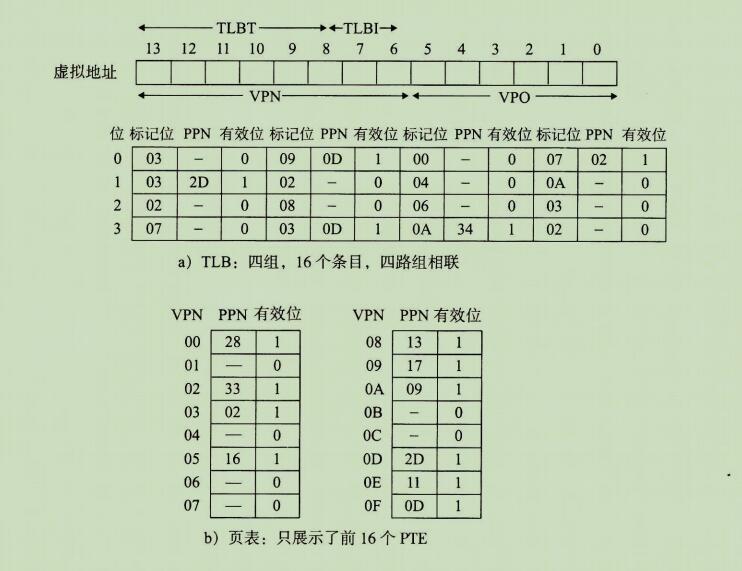 TLBT TLBI
13 12 11 10 9 8 7 6 5 4 3 2 1 0
虚拟地址
VPN VPO
位 标记位 PPN 有效位 标记位 PPN 有效位 标记位 PPN 有效位 标记位 PPN 有效位
0 03 – 0 09 0D 1 00 – 0 07 02 1
1 03 2D 1 02 – 0 04 – 0 0A – 0
2 02 – 0 08 – 0 06 – 0 03 – 0
3 07 – 0 03 0D 1 0A 34 1 02 – 0
a) TLB：四组，16 个条目，四路组相联
VPN PPN 有效位 VPN PPN 有效位
00 28 1 08 13 1
01 — 0 09 17 1
02 33 1 0A 09 1
03 02 1 0B – 0
04 — 0 0C – 0
05 16 1 0D 2D 1
06 — 0 0E 11 1
07 — 0 0F 0D 1
b) 页表：只展示了前 16 个 PTE